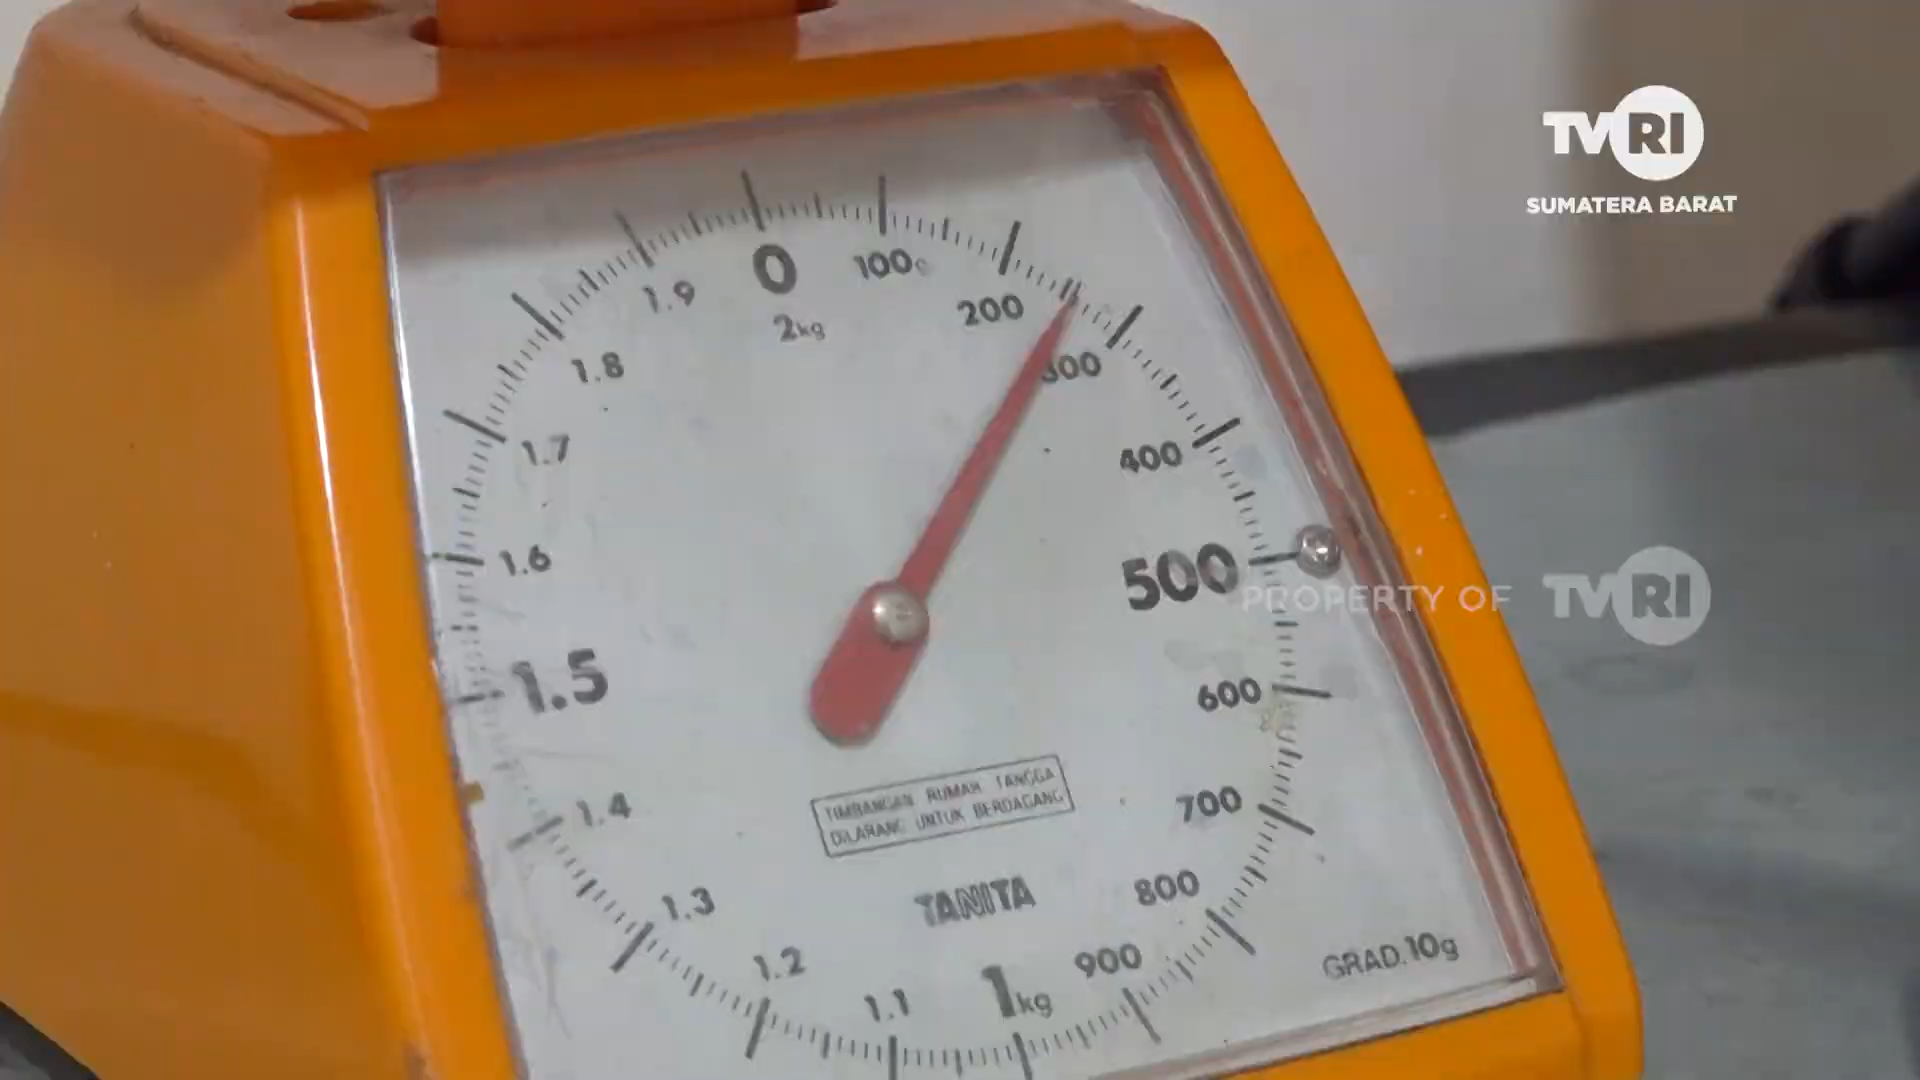 TVRI
SUMATERA BARAT
0
2kg
100g
200
300
400
500
600
700
800
900
1kg
1.1
1.2
1.3
1.4
1.5
1.6
1.7
1.8
1.9
PROPERTY OF TVRI
TIMBANGAN RUMAH TANGGA
DILARANG UNTUK BERDAGANG
TANITA
GRAD.10g